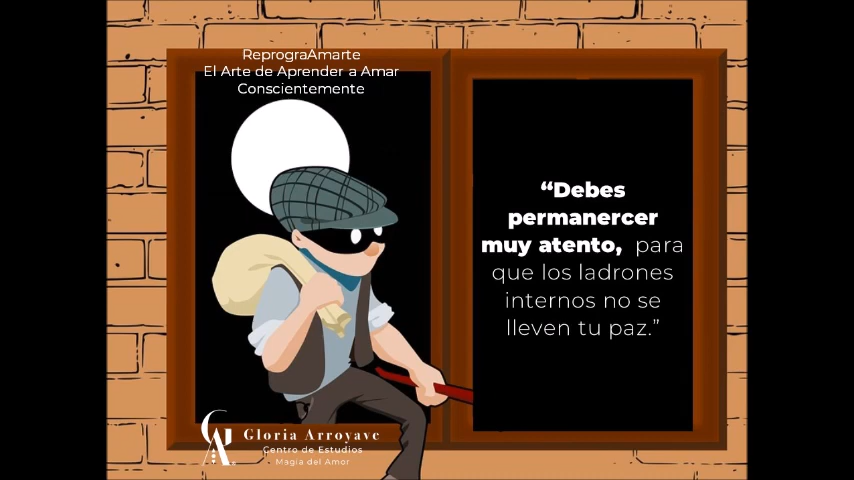 ReprograAmarte
El Arte de Aprender a Amar
Conscientemente
“Debes
permanercer
muy atento, para
que los ladrones
internos no se
lleven tu paz.”
Gloria Arroyave
Centro de Estudios
Magia del Amor